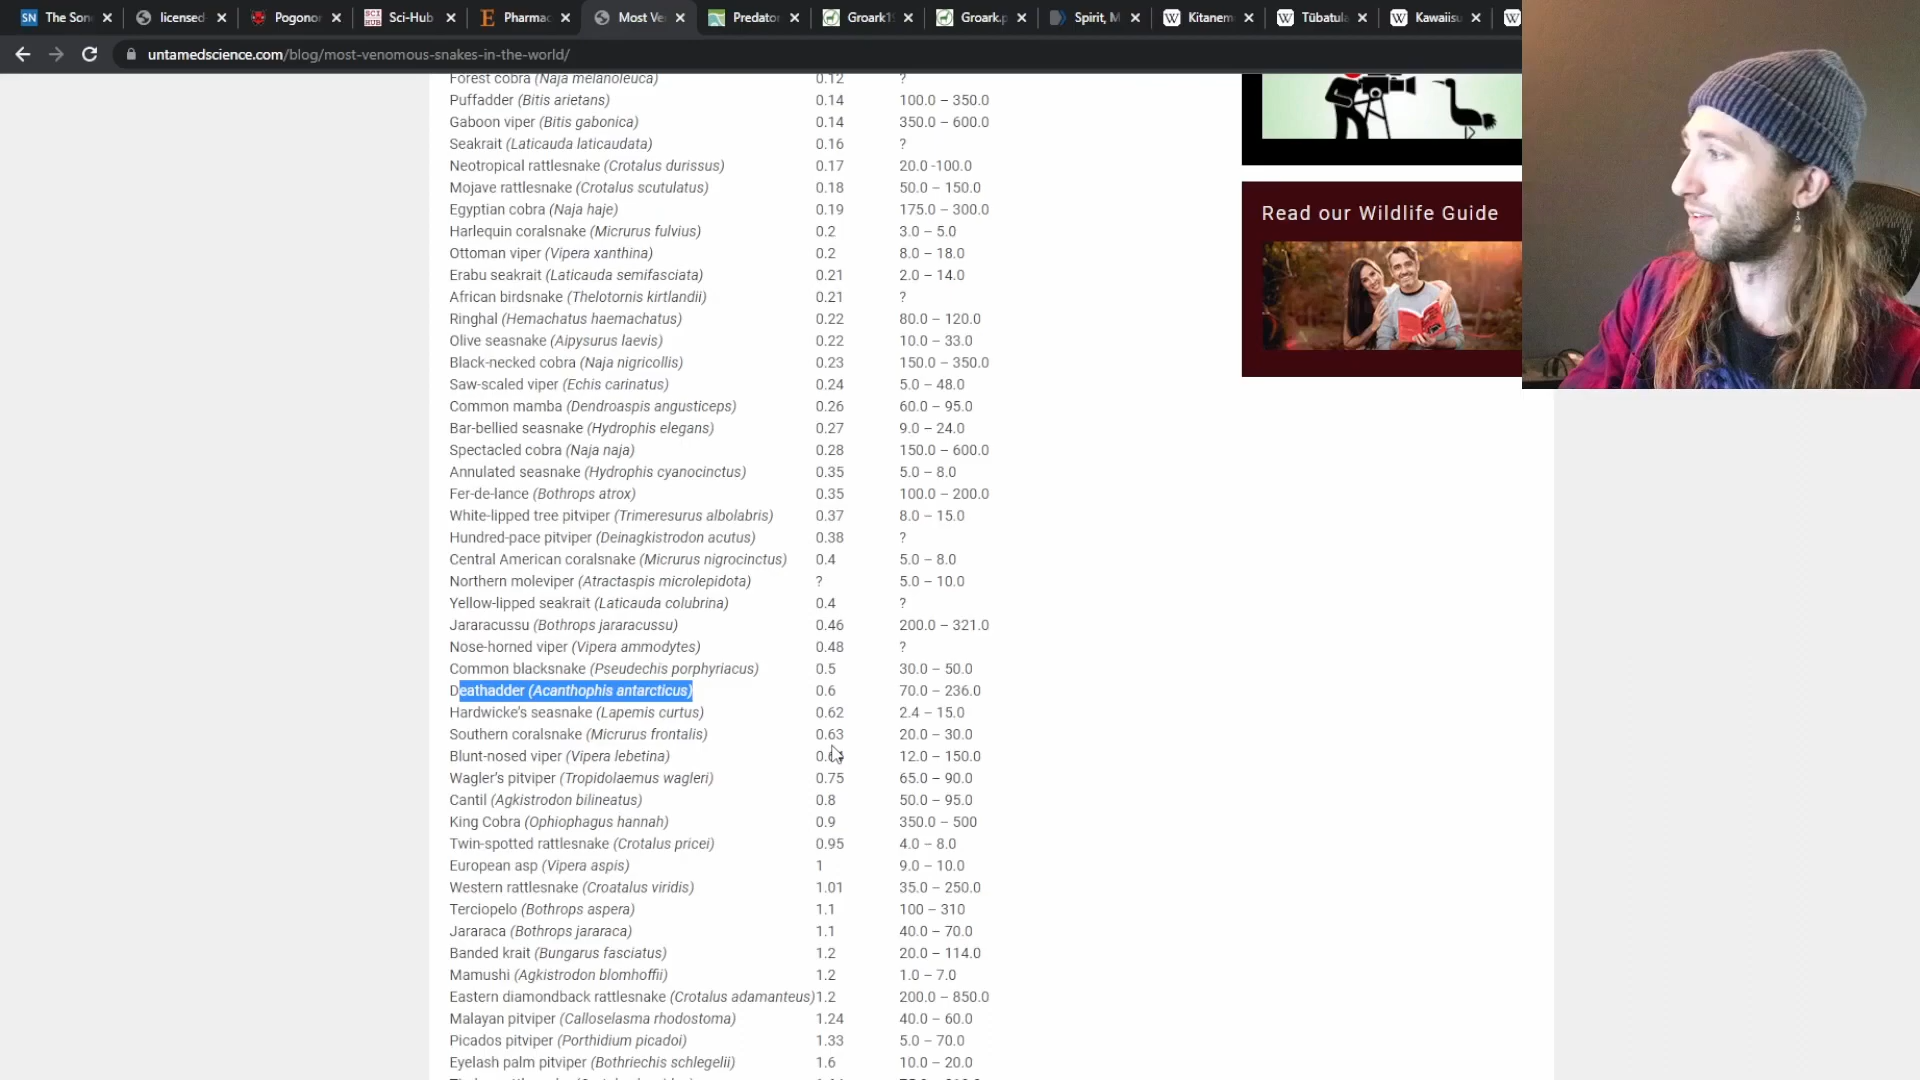 The Son
licensed
Pogonon
Sci-Hub
Pharmac
Most Ve
Predator
Groark1
Groark.p
Spirit, M
Kitanem
Tübatula
Kawaiisu
untamedscience.com/blog/most-venomous-snakes-in-the-world/
Forest cobra (Naja melanoleuca) 0.12 ?
Puffadder (Bitis arietans) 0.14 100.0 – 350.0
Gaboon viper (Bitis gabonica) 0.14 350.0 – 600.0
Seakrait (Laticauda laticaudata) 0.16 ?
Neotropical rattlesnake (Crotalus durissus) 0.17 20.0 -100.0
Mojave rattlesnake (Crotalus scutulatus) 0.18 50.0 – 150.0
Egyptian cobra (Naja haje) 0.19 175.0 – 300.0
Harlequin coralsnake (Micrurus fulvius) 0.2 3.0 – 5.0
Ottoman viper (Vipera xanthina) 0.2 8.0 – 18.0
Erabu seakrait (Laticauda semifasciata) 0.21 2.0 – 14.0
African birdsnake (Thelotornis kirtlandii) 0.21 ?
Ringhal (Hemachatus haemachatus) 0.22 80.0 – 120.0
Olive seasnake (Aipysurus laevis) 0.22 10.0 – 33.0
Black-necked cobra (Naja nigricollis) 0.23 150.0 – 350.0
Saw-scaled viper (Echis carinatus) 0.24 5.0 – 48.0
Common mamba (Dendroaspis angusticeps) 0.26 60.0 – 95.0
Bar-bellied seasnake (Hydrophis elegans) 0.27 9.0 – 24.0
Spectacled cobra (Naja naja) 0.28 150.0 – 600.0
Annulated seasnake (Hydrophis cyanocinctus) 0.35 5.0 – 8.0
Fer-de-lance (Bothrops atrox) 0.35 100.0 – 200.0
White-lipped tree pitviper (Trimeresurus albolabris) 0.37 8.0 – 15.0
Hundred-pace pitviper (Deinagkistrodon acutus) 0.38 ?
Central American coralsnake (Micrurus nigrocinctus) 0.4 5.0 – 8.0
Northern moleviper (Atractaspis microlepidota) ? 5.0 – 10.0
Yellow-lipped seakrait (Laticauda colubrina) 0.4 ?
Jararacussu (Bothrops jararacussu) 0.46 200.0 – 321.0
Nose-horned viper (Vipera ammodytes) 0.48 ?
Common blacksnake (Pseudechis porphyriacus) 0.5 30.0 – 50.0
Deathadder (Acanthophis antarcticus) 0.6 70.0 – 236.0
Hardwicke's seasnake (Lapemis curtus) 0.62 2.4 – 15.0
Southern coralsnake (Micrurus frontalis) 0.63 20.0 – 30.0
Blunt-nosed viper (Vipera lebetina) 12.0 – 150.0
Wagler's pitviper (Tropidolaemus wagleri) 0.75 65.0 – 90.0
Cantil (Agkistrodon bilineatus) 0.8 50.0 – 95.0
King Cobra (Ophiophagus hannah) 0.9 350.0 – 500
Twin-spotted rattlesnake (Crotalus pricei) 0.95 4.0 – 8.0
European asp (Vipera aspis) 1 9.0 – 10.0
Western rattlesnake (Croatalus viridis) 1.01 35.0 – 250.0
Terciopelo (Bothrops aspera) 1.1 100 – 310
Jararaca (Bothrops jararaca) 1.1 40.0 – 70.0
Banded krait (Bungarus fasciatus) 1.2 20.0 – 114.0
Mamushi (Agkistrodon blomhoffii) 1.2 1.0 – 7.0
Eastern diamondback rattlesnake (Crotalus adamanteus) 1.2 200.0 – 850.0
Malayan pitviper (Calloselasma rhodostoma) 1.24 40.0 – 60.0
Picados pitviper (Porthidium picadoi) 1.33 5.0 – 70.0
Eyelash palm pitviper (Bothriechis schlegelii) 1.6 10.0 – 20.0
Read our Wildlife Guide